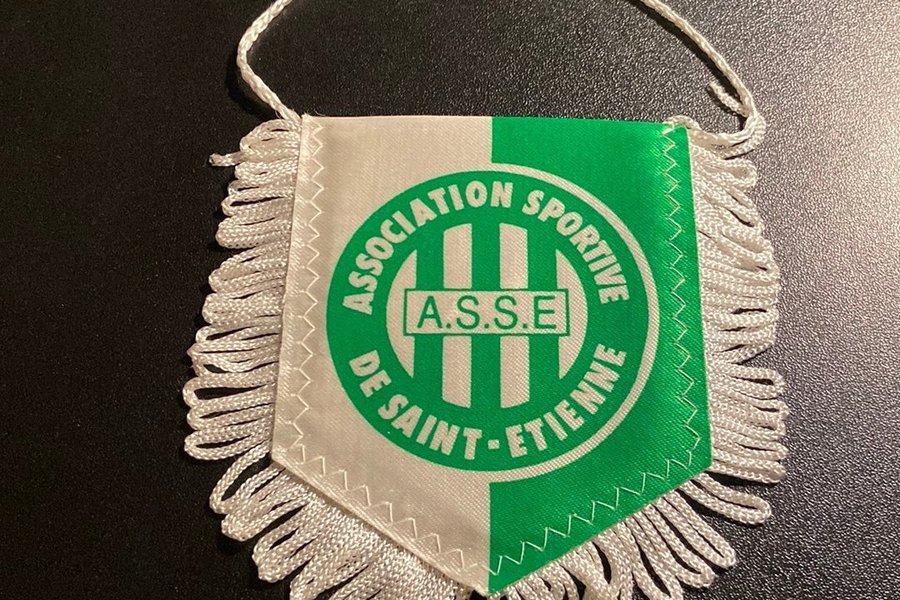 ASSOCIATION SPORTIVE
A.S.S.E
DE SAINT-ETIENNE